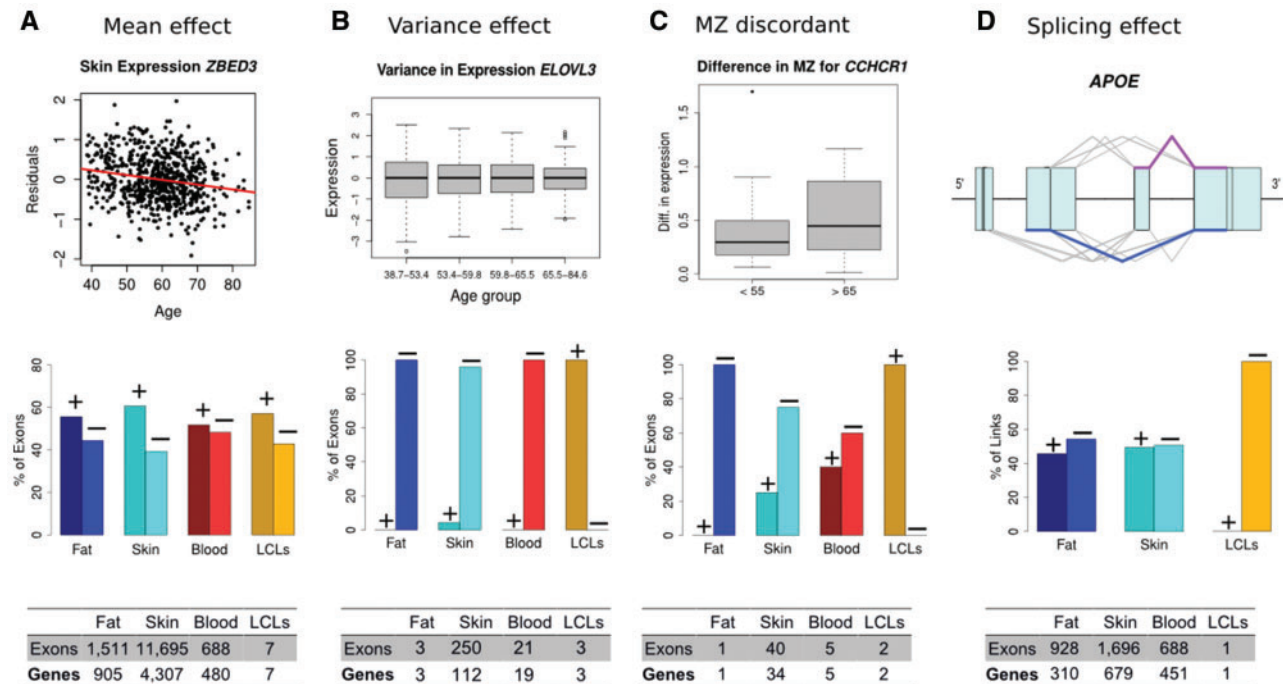 A Mean effect
Skin Expression ZBED3
Residuals
2
1
0
-1
-2
40 50 60 70 80
Age
% of Exons
80
60
40
20
0
+ − + − + − + −
Fat Skin Blood LCLs
Fat Skin Blood LCLs
Exons 1,511 11,695 688 7
Genes 905 4,307 480 7
B Variance effect
Variance in Expression ELOVL3
Expression
3
2
1
0
-1
-2
-3
38.7–53.4 53.4–59.8 59.8–65.5 65.5–84.6
Age group
% of Exons
100
80
60
40
20
0
+ − + − + − + −
Fat Skin Blood LCLs
Fat Skin Blood LCLs
Exons 3 250 21 3
Genes 3 112 19 3
C MZ discordant
Difference in MZ for CCHCR1
Diff. in expression
1.5
1.0
0.5
0.0
< 55 > 65
% of Exons
100
80
60
40
20
0
+ − + − + − + −
Fat Skin Blood LCLs
Fat Skin Blood LCLs
Exons 1 40 5 2
Genes 1 34 5 2
D Splicing effect
APOE
5' 3'
% of Links
100
80
60
40
20
0
+ − + − + −
Fat Skin LCLs
Fat Skin Blood LCLs
Exons 928 1,696 688 1
Genes 310 679 451 1